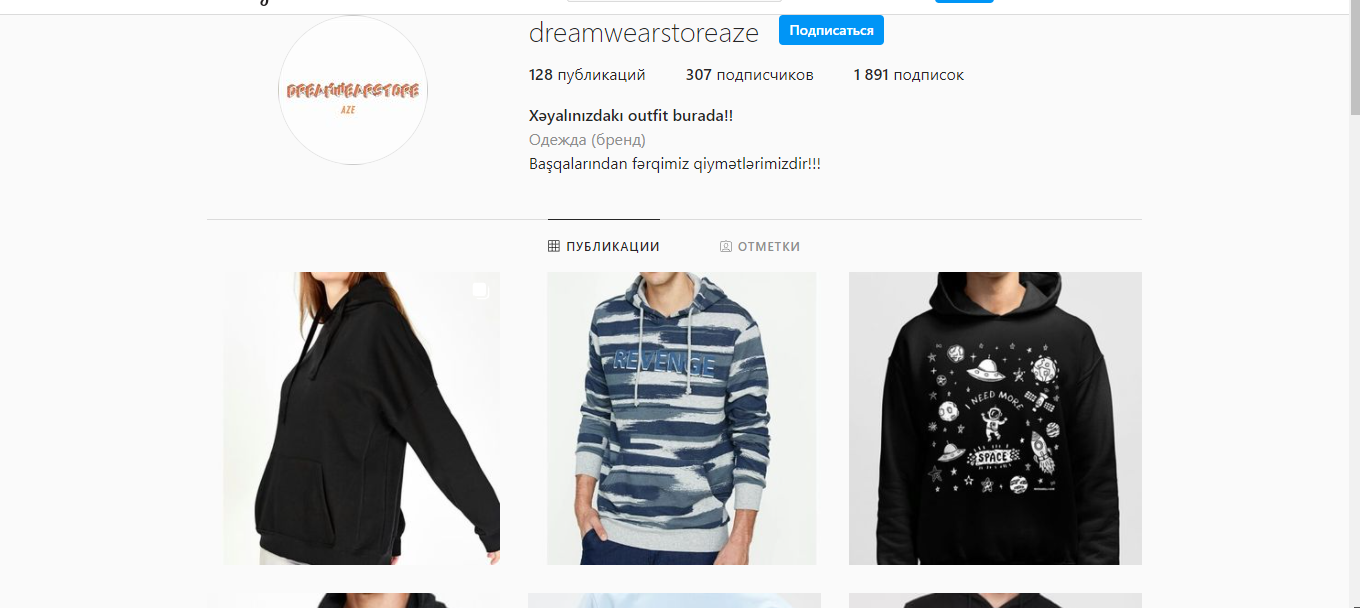 DREAMWEARSTORE
AZE
dreamwearstoreaze
Подписаться
128 публикаций
307 подписчиков
1 891 подписок
Xəyalınızdakı outfit burada!!
Одежда (бренд)
Başqalarından fərqimiz qiymətlərimizdir!!!
ПУБЛИКАЦИИ
ОТМЕТКИ
REVENGE
I NEED MORE
SPACE